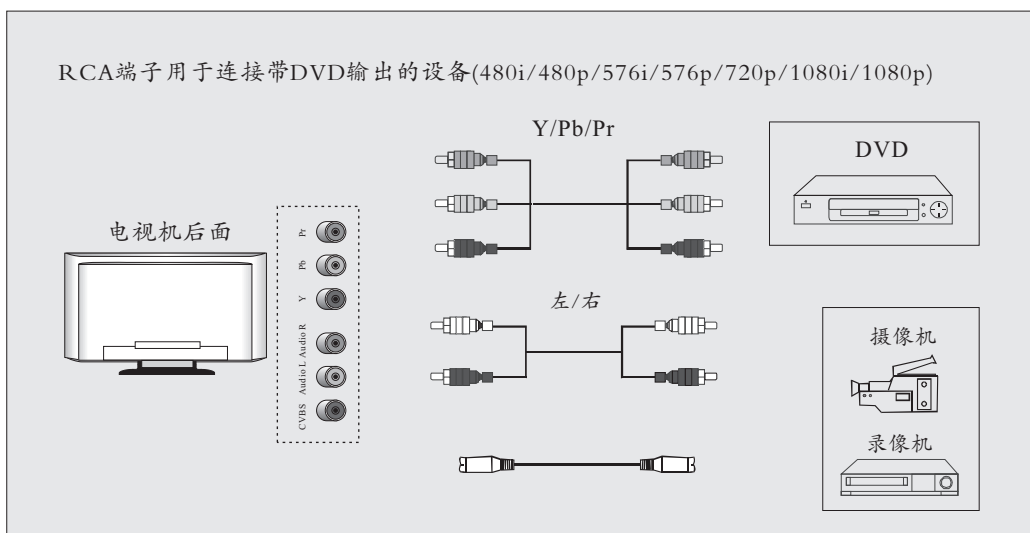 RCA端子用于连接带DVD输出的设备(480i/480p/576i/576p/720p/1080i/1080p)
Y/Pb/Pr
DVD
电视机后面
Pr
Pb
Y
Audio R
Audio L
CVBS
左/右
摄像机
录像机